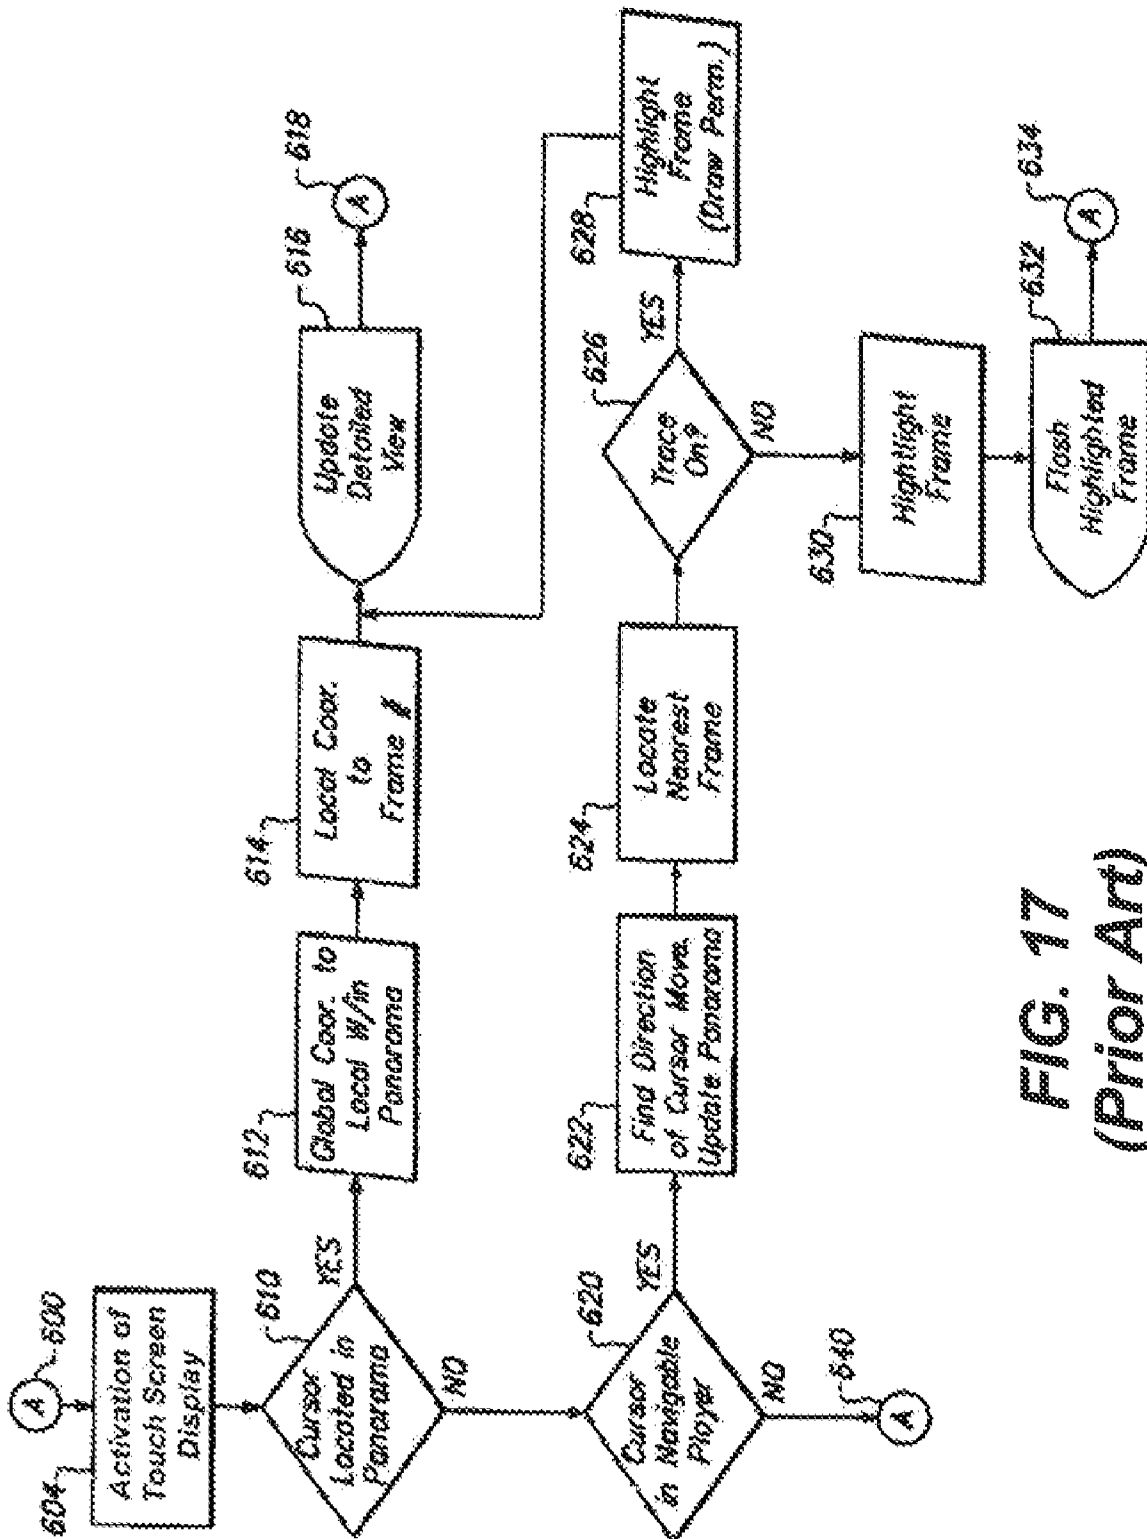 A
600
604
Activation of
Touch Screen
Display
Cursor
Located in
Panorama
610
YES
NO
612
Global Coor. to
Local W/in
Panorama
614
Local Coor.
to
Frame #
616
Update
Detailed
View
618
A
Cursor
in Navigable
Player
620
YES
NO
640
A
622
Find Direction
of Cursor Move.
Update Panorama
624
Locate
Nearest
Frame
626
Trace
On?
YES
NO
628
Highlight
Frame
(Draw Perm.)
630
Hightlight
Frame
632
Flash
Highlighted
Frame
634
A
FIG. 17
(Prior Art)